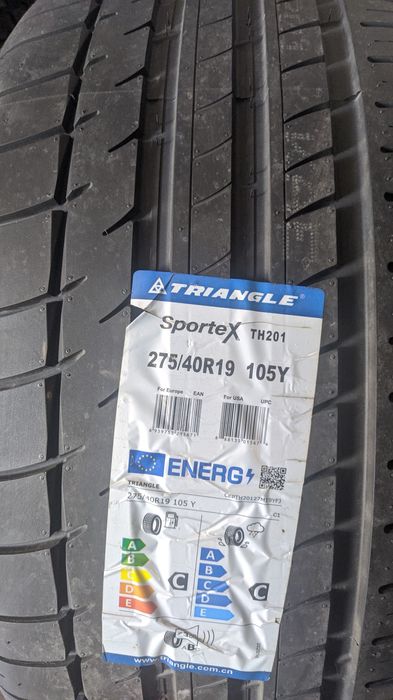 TRIANGLE
SporteX TH201
275/40R19 105Y
For Europe EAN For USA UPC
ENERG
TRIANGLE
275/40R19 105 Y
C1
A A
B B
C C C C
D D
E E
AB
www.triangle.com.cn